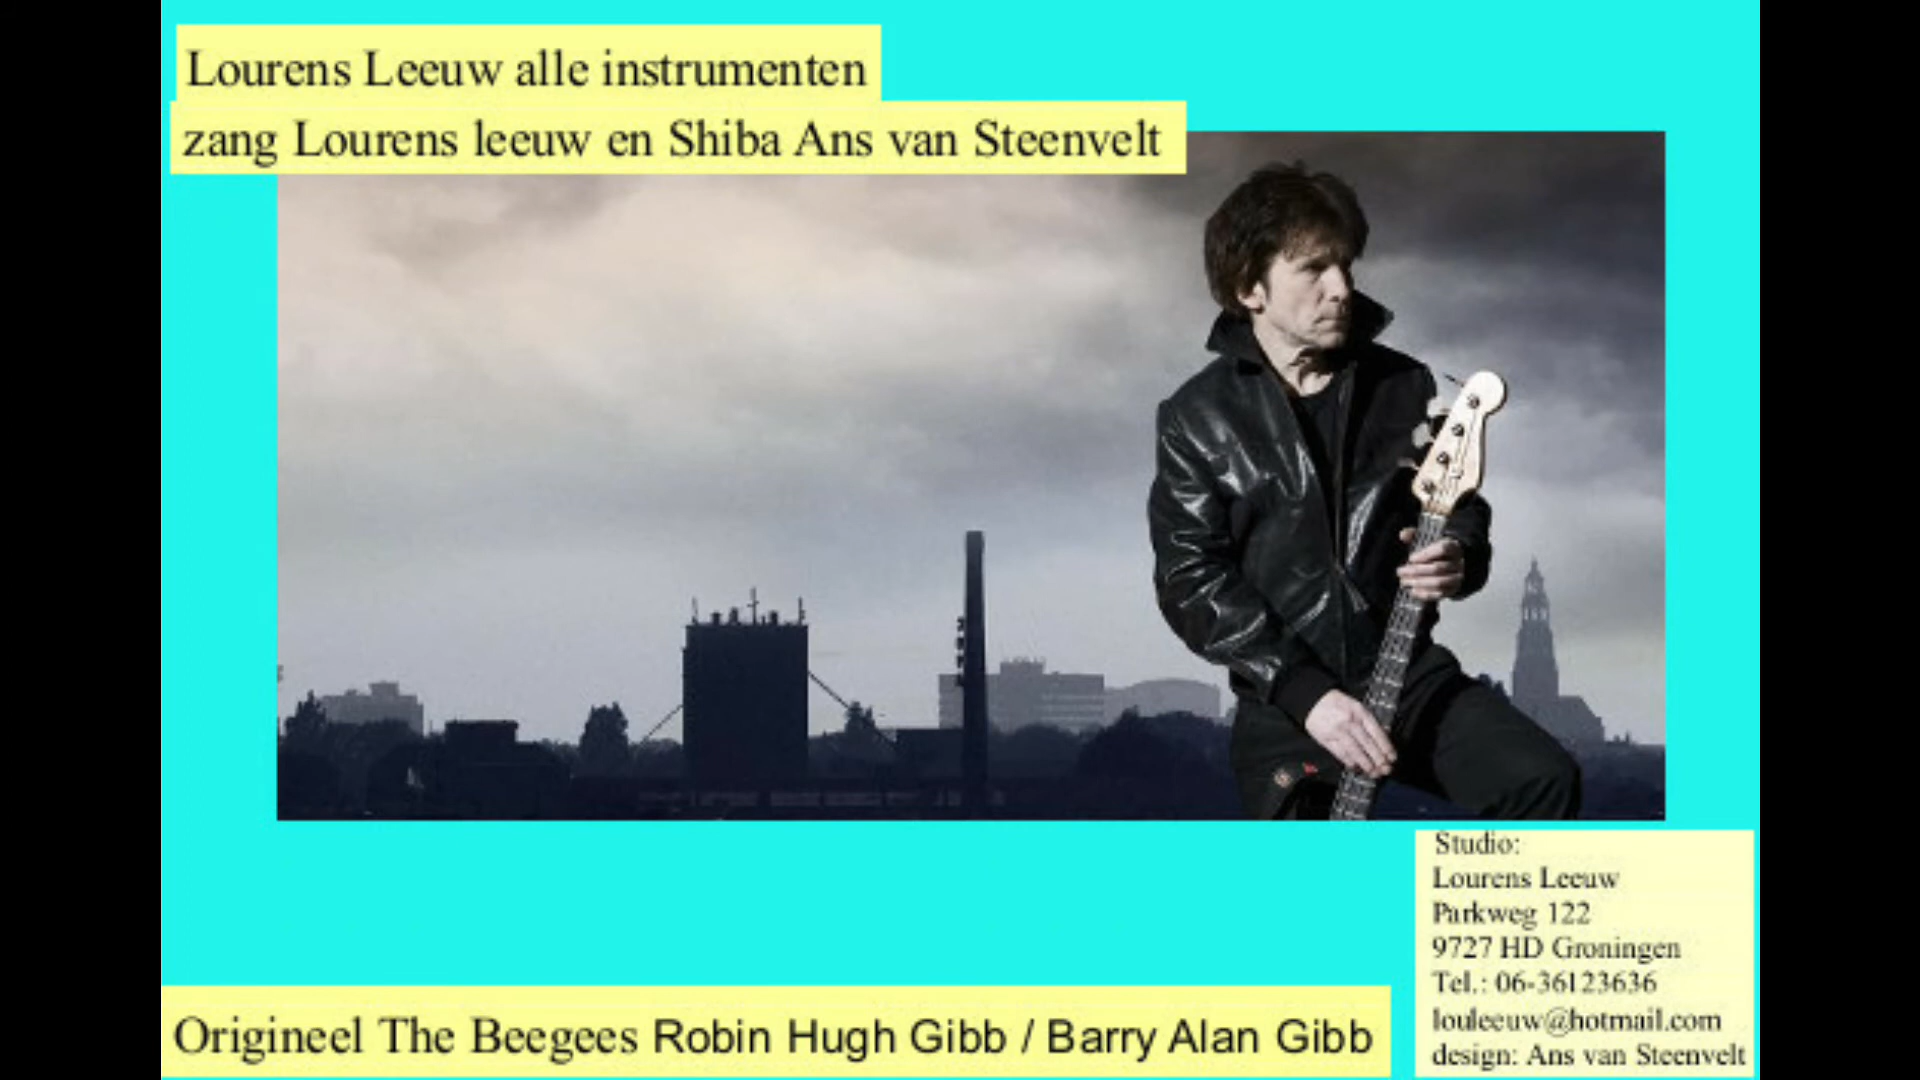 Lourens Leeuw alle instrumenten
zang Lourens leeuw en Shiba Ans van Steenvelt
Studio:
Lourens Leeuw
Parkweg 122
9727 HD Groningen
Tel.: 06-36123636
louleeuw@hotmail.com
design: Ans van Steenvelt
Origineel The Beegees Robin Hugh Gibb / Barry Alan Gibb